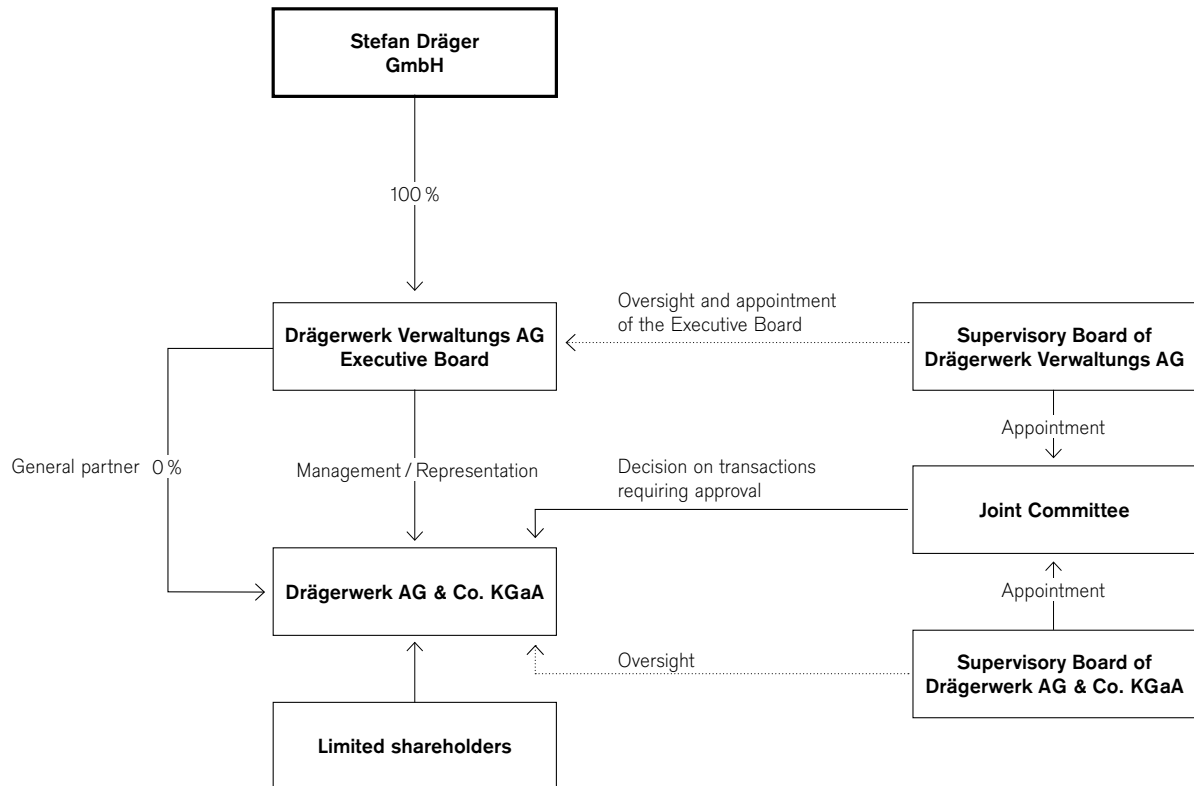 Stefan Dräger
GmbH
100 %
Drägerwerk Verwaltungs AG
Executive Board
Oversight and appointment
of the Executive Board
Supervisory Board of
Drägerwerk Verwaltungs AG
Appointment
General partner 0 %
Management / Representation
Decision on transactions
requiring approval
Joint Committee
Drägerwerk AG & Co. KGaA
Appointment
Oversight
Supervisory Board of
Drägerwerk AG & Co. KGaA
Limited shareholders